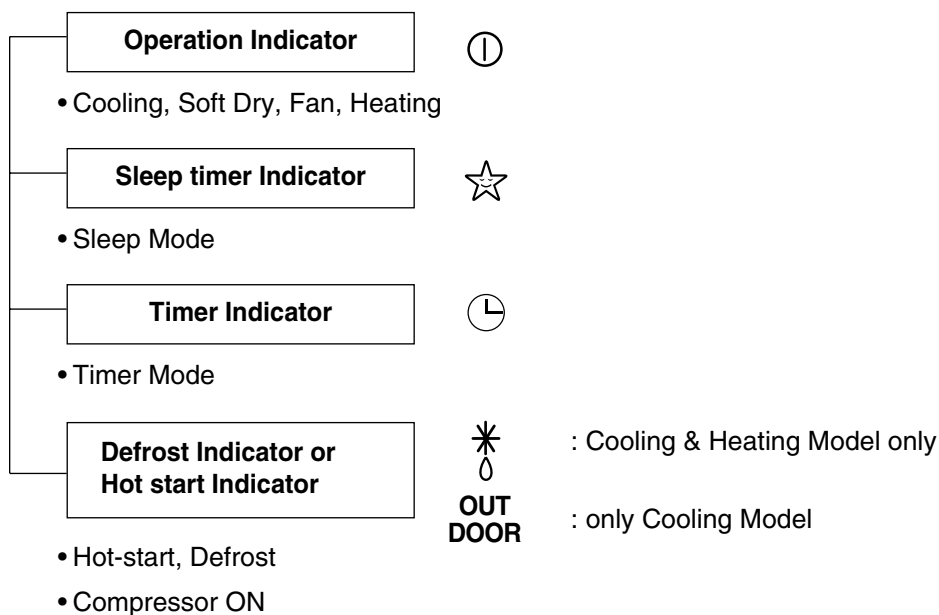 Operation Indicator
• Cooling, Soft Dry, Fan, Heating
Sleep timer Indicator
• Sleep Mode
Timer Indicator
• Timer Mode
Defrost Indicator or
Hot start Indicator
: Cooling & Heating Model only
OUT
DOOR
: only Cooling Model
• Hot-start, Defrost
• Compressor ON